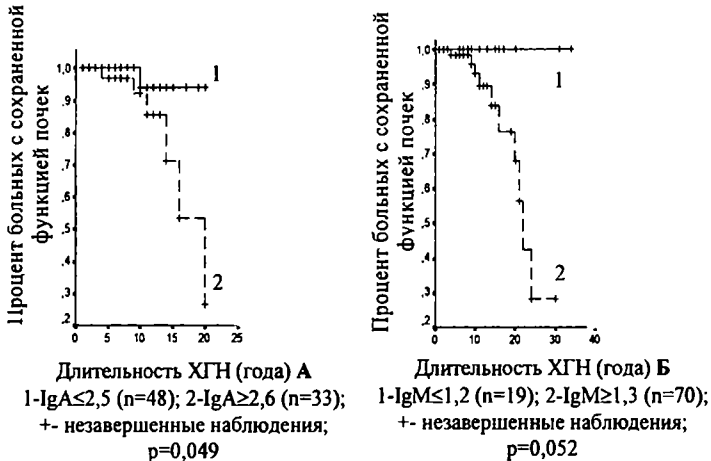 Процент больных с сохраненной
функцией почек
1,0
,9
,8
,7
,6
,5
,4
,3
,2
0 5 10 15 20 25
1
2
Длительность ХГН (года) А
1-IgA≤2,5 (n=48); 2-IgA≥2,6 (n=33);
+- незавершенные наблюдения;
p=0,049
Процент больных с сохраненной
функцией почек
1,0
,9
,8
,7
,6
,5
,4
,3
,2
0 10 20 30 40
1
2
Длительность ХГН (года) Б
1-IgM≤1,2 (n=19); 2-IgM≥1,3 (n=70);
+- незавершенные наблюдения;
p=0,052